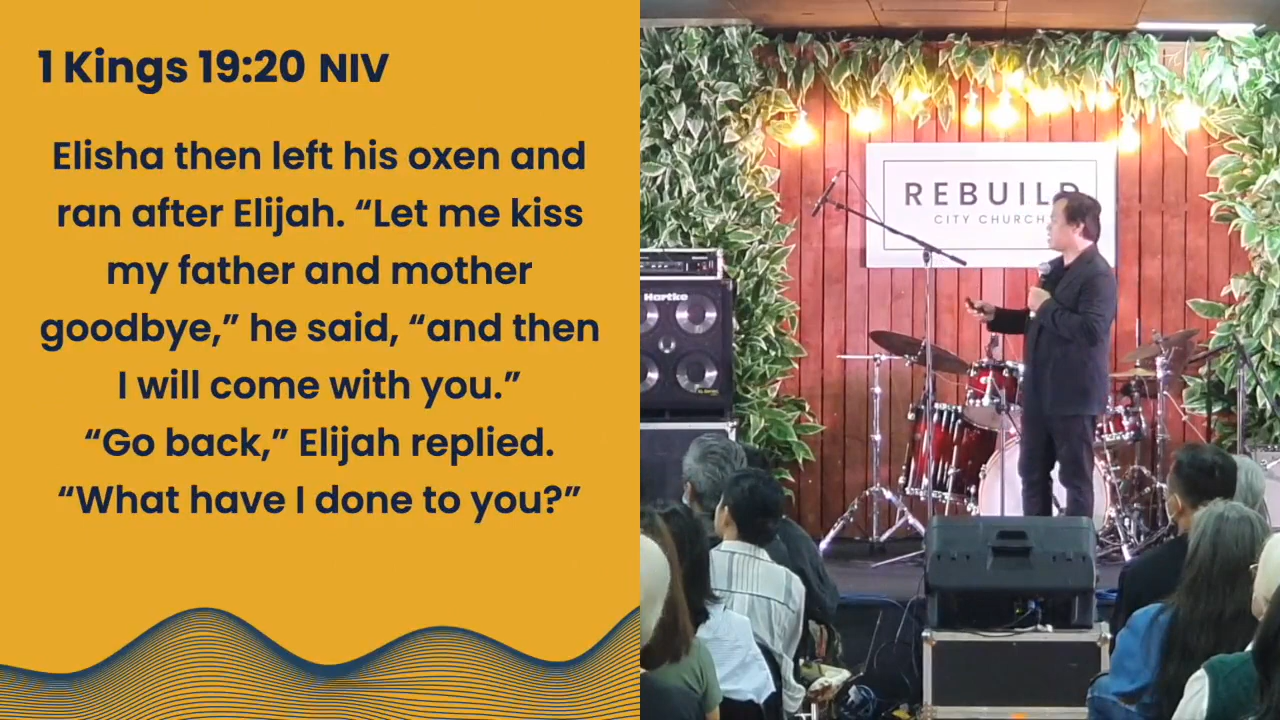 1 Kings 19:20 NIV
Elisha then left his oxen and
ran after Elijah. “Let me kiss
my father and mother
goodbye,” he said, “and then
I will come with you.”
“Go back,” Elijah replied.
“What have I done to you?”
REBUILD
CITY CHURCH
Hartke